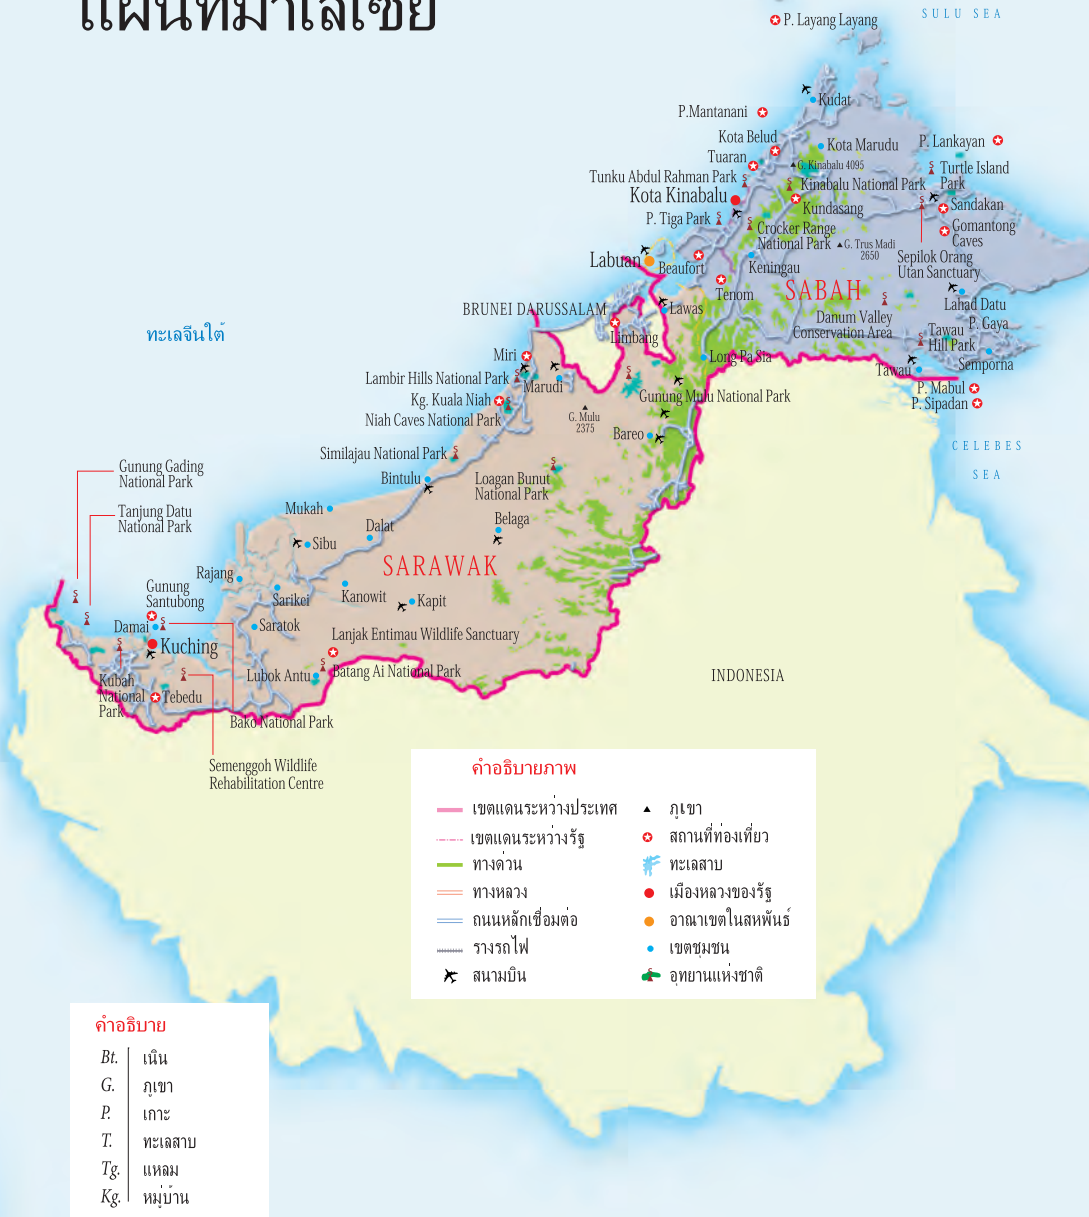 แผนที่มาเลเซีย
SULU SEA
P. Layang Layang
Kudat
P.Mantanani
Kota Belud
Kota Marudu
P. Lankayan
Tuaran
G. Kinabalu 4095
Turtle Island
Park
Tunku Abdul Rahman Park
Kinabalu National Park
Kota Kinabalu
Kundasang
Sandakan
P. Tiga Park
Crocker Range
National Park
Gomantong
Caves
G. Trus Madi
2650
Labuan
Beaufort
Keningau
Sepilok Orang
Utan Sanctuary
SABAH
Tenom
Lahad Datu
BRUNEI DARUSSALAM
Lawas
Danum Valley
Conservation Area
P. Gaya
ทะเลจีนใต้
Limbang
Tawau
Hill Park
Miri
Long Pa Sia
Semporna
Lambir Hills National Park
Marudi
Tawau
Kg. Kuala Niah
Gunung Mulu National Park
P. Mabul
P. Sipadan
Niah Caves National Park
G. Mulu
2375
Bareo
CELEBES
SEA
Similajau National Park
Gunung Gading
National Park
Bintulu
Loagan Bunut
National Park
Tanjung Datu
National Park
Mukah
Dalat
Belaga
Sibu
SARAWAK
Rajang
Gunung
Santubong
Sarikei
Kanowit
Kapit
Damai
Saratok
Lanjak Entimau Wildlife Sanctuary
Kuching
Kubah
National
Park
Tebedu
Lubok Antu
Batang Ai National Park
INDONESIA
Bako National Park
Semenggoh Wildlife
Rehabilitation Centre
คำอธิบายภาพ
เขตแดนระหว่างประเทศ
เขตแดนระหว่างรัฐ
ทางด่วน
ทางหลวง
ถนนหลักเชื่อมต่อ
รางรถไฟ
สนามบิน
ภูเขา
สถานที่ท่องเที่ยว
ทะเลสาบ
เมืองหลวงของรัฐ
อาณาเขตในสหพันธ์
เขตชุมชน
อุทยานแห่งชาติ
คำอธิบาย
Bt. เนิน
G. ภูเขา
P. เกาะ
T. ทะเลสาบ
Tg. แหลม
Kg. หมู่บ้าน